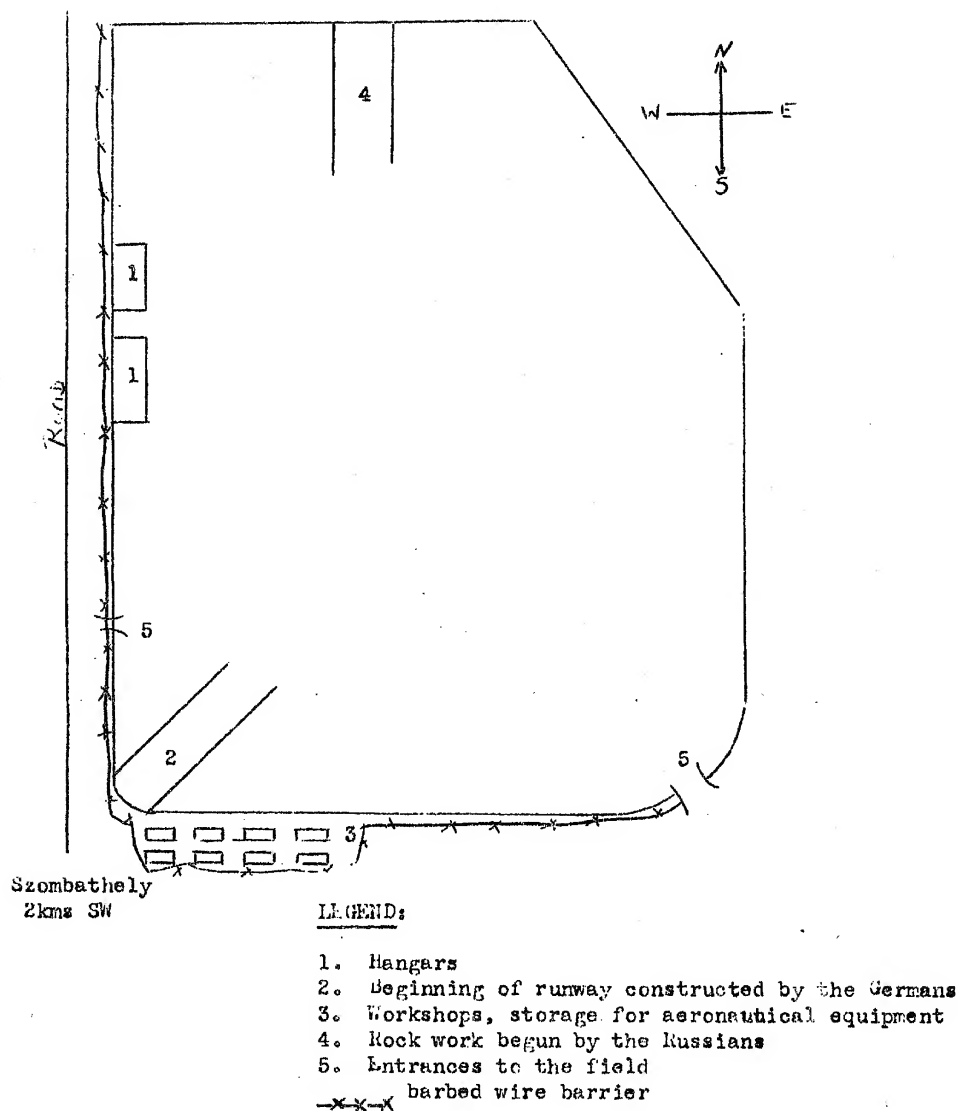 4
N
W E
S
1
1
Road
5
2
5
3
Szombathely
2kms SW
LEGEND:
1. Hangars
2. Beginning of runway constructed by the Germans
3. Workshops, storage for aeronautical equipment
4. Rock work begun by the Russians
5. Entrances to the field
barbed wire barrier